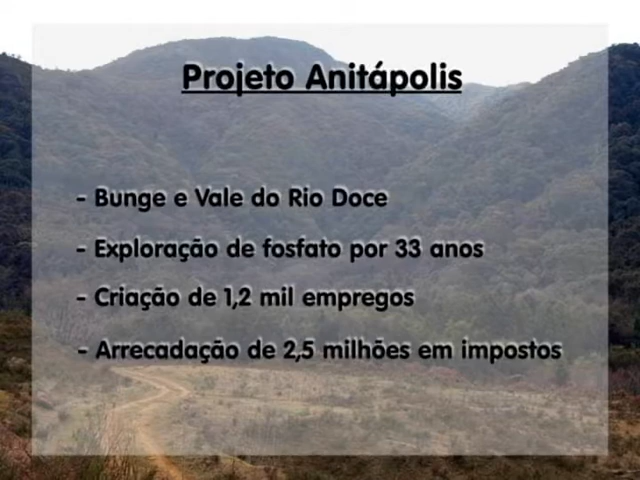 Projeto Anitápolis
- Bunge e Vale do Rio Doce
- Exploração de fosfato por 33 anos
- Criação de 1,2 mil empregos
- Arrecadação de 2,5 milhões em impostos